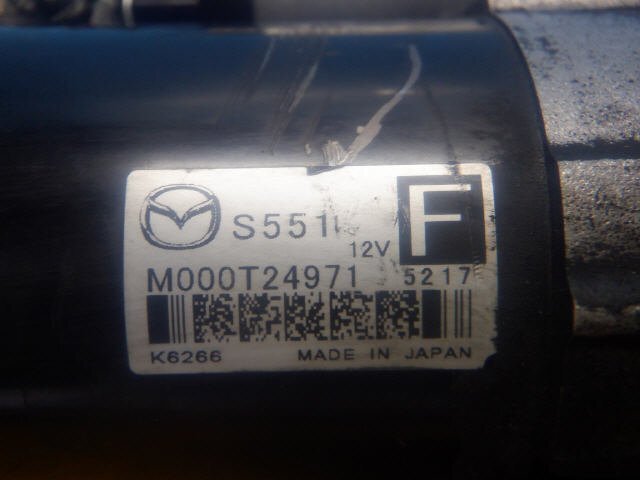 S551
12V
F
M000T24971
5217
K6266 MADE IN JAPAN